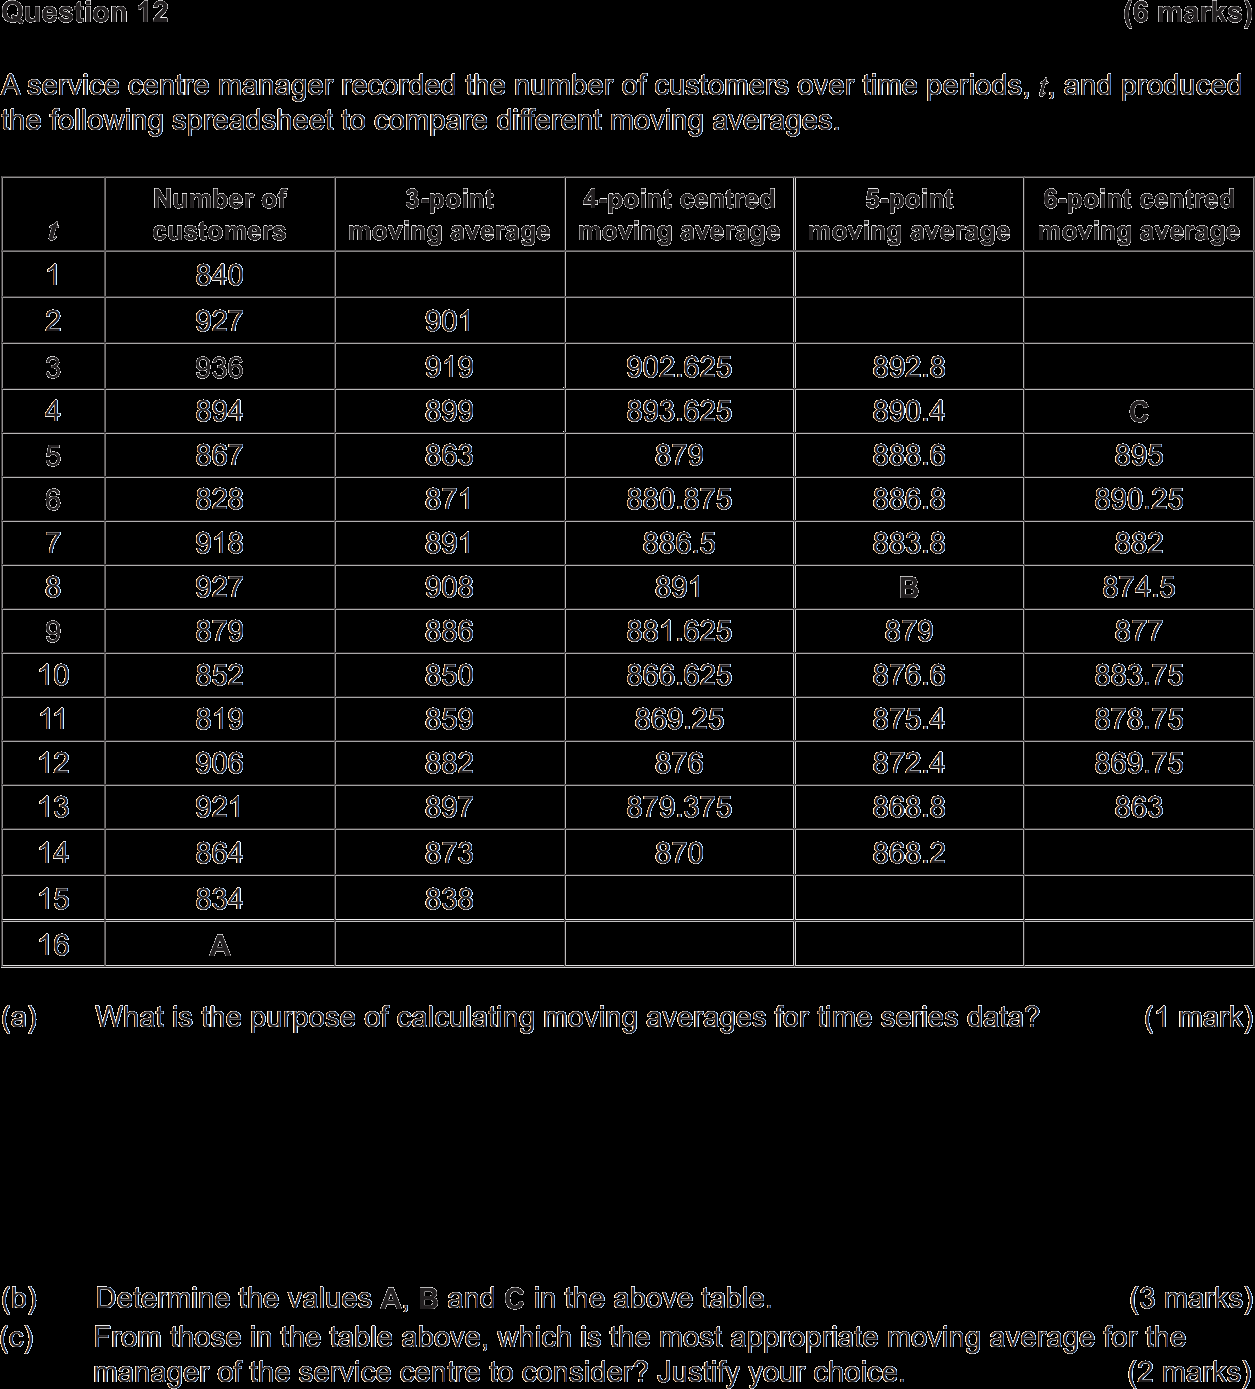 Question 12 (6 marks)
A service centre manager recorded the number of customers over time periods, t, and produced
the following spreadsheet to compare different moving averages.
t Number of customers 3-point moving average 4-point centred moving average 5-point moving average 6-point centred moving average
1 840
2 927 901
3 936 919 902.625 892.8
4 894 899 893.625 890.4 C
5 867 863 879 888.6 895
6 828 871 880.875 886.8 890.25
7 918 891 886.5 883.8 882
8 927 908 891 B 874.5
9 879 886 881.625 879 877
10 852 850 866.625 876.6 883.75
11 819 859 869.25 875.4 878.75
12 906 882 876 872.4 869.75
13 921 897 879.375 868.8 863
14 864 873 870 868.2
15 834 838
16 A
(a) What is the purpose of calculating moving averages for time series data? (1 mark)
(b) Determine the values A, B and C in the above table. (3 marks)
(c) From those in the table above, which is the most appropriate moving average for the
manager of the service centre to consider? Justify your choice. (2 marks)